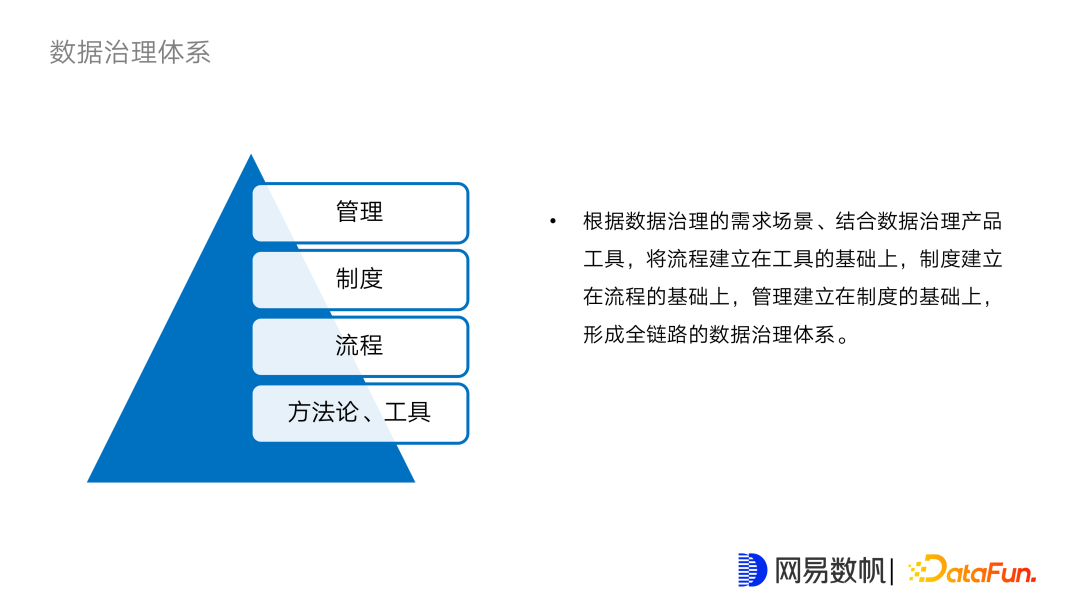 数据治理体系
管理
制度
流程
方法论、工具
• 根据数据治理的需求场景、结合数据治理产品
工具，将流程建立在工具的基础上，制度建立
在流程的基础上，管理建立在制度的基础上，
形成全链路的数据治理体系。
网易数帆 | DataFun.